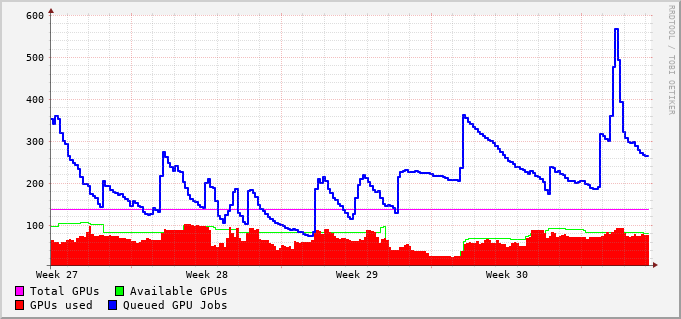 600
500
400
300
200
100
Week 27 Week 28 Week 29 Week 30
Total GPUs Available GPUs
GPUs used Queued GPU Jobs
RRDTOOL / TOBI OETIKER